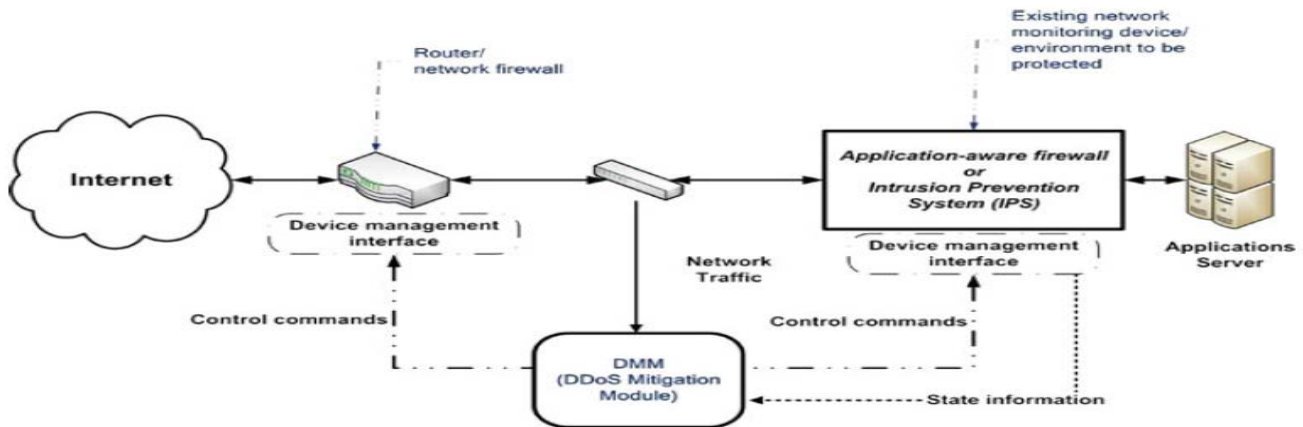 Existing network
monitoring device/
environment to be
protected
Router/
network firewall
Internet
Application-aware firewall
or
Intrusion Prevention
System (IPS)
Device management
interface
Device management
interface
Applications
Server
Network
Traffic
Control commands
Control commands
DMM
(DDoS Mitigation
Module)
State information